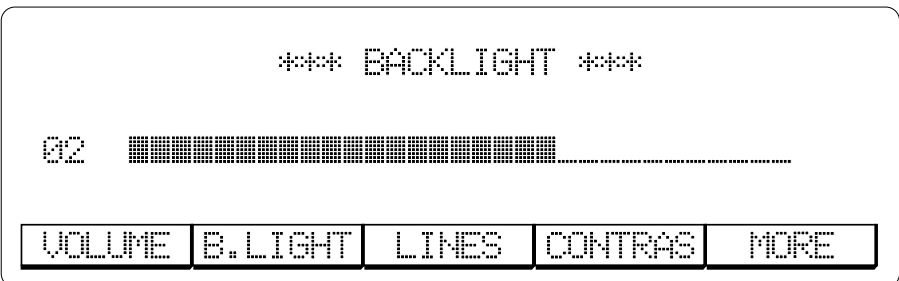 *** BACKLIGHT ***
02
VOLUME B.LIGHT LINES CONTRAS MORE